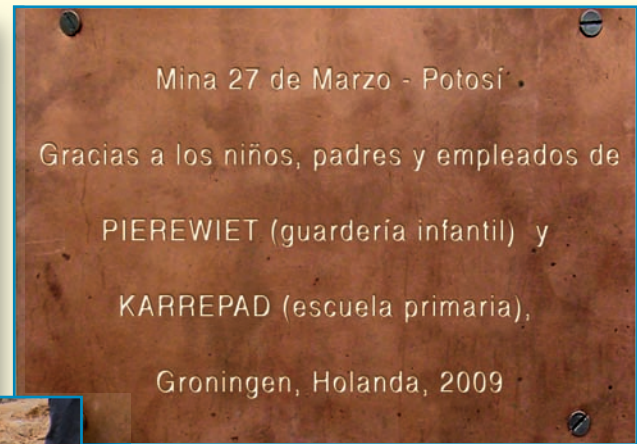 Mina 27 de Marzo - Potosí
Gracias a los niños, padres y empleados de
PIEREWIET (guardería infantil) y
KARREPAD (escuela primaria),
Groningen, Holanda, 2009